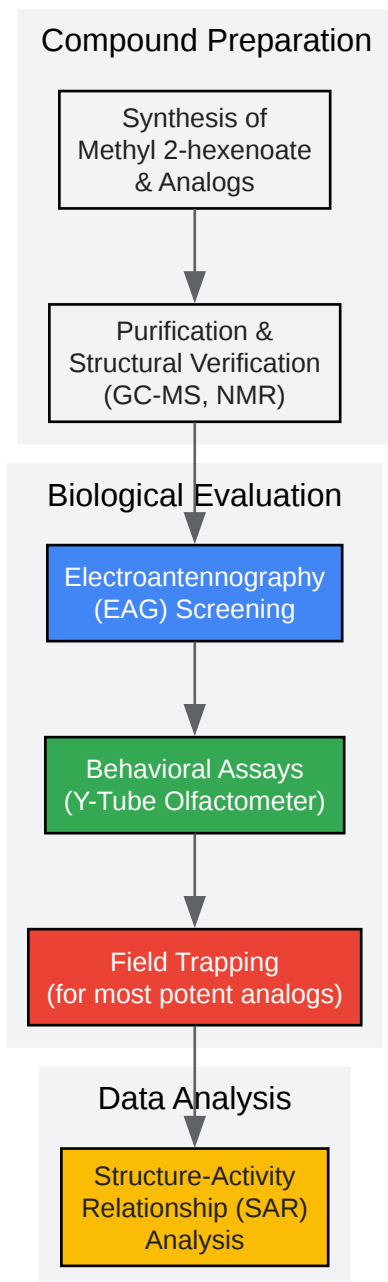 Compound Preparation
Synthesis of
Methyl 2-hexenoate
& Analogs
Purification &
Structural Verification
(GC-MS, NMR)
Biological Evaluation
Electroantennography
(EAG) Screening
Behavioral Assays
(Y-Tube Olfactometer)
Field Trapping
(for most potent analogs)
Data Analysis
Structure-Activity
Relationship (SAR)
Analysis